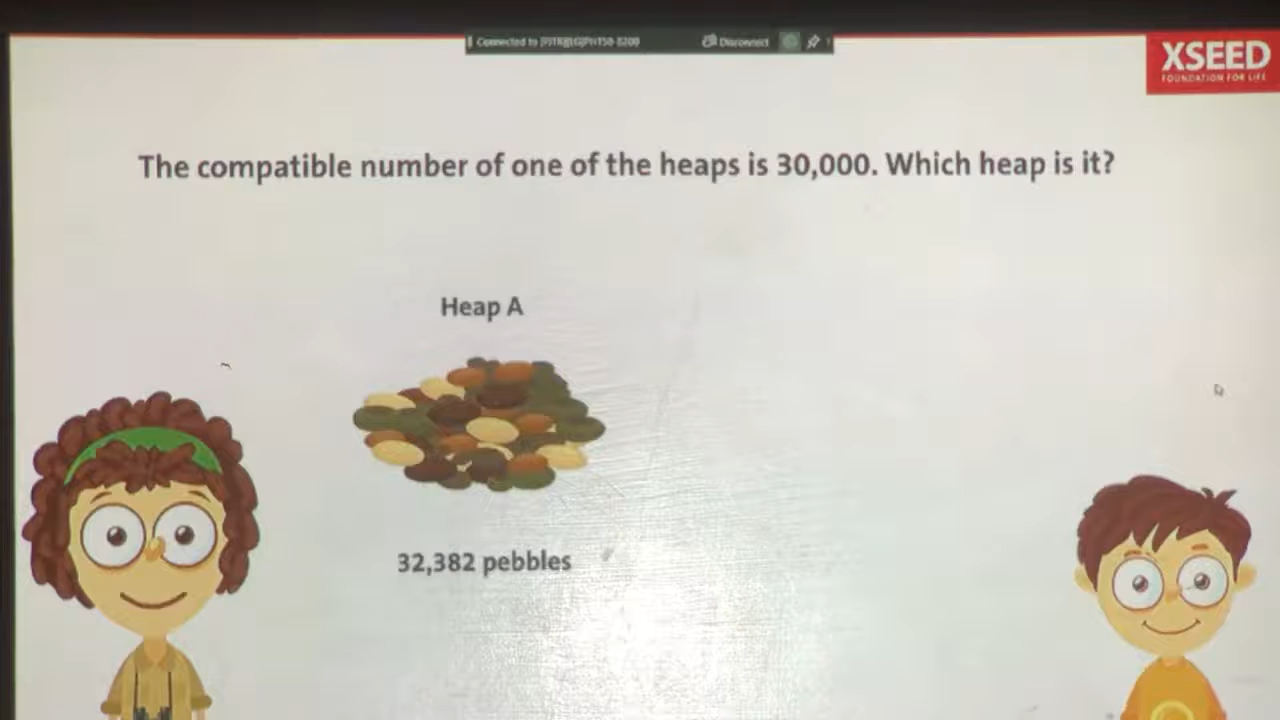 Disconnect
XSEED
FOUNDATION FOR LIFE
The compatible number of one of the heaps is 30,000. Which heap is it?
Heap A
32,382 pebbles